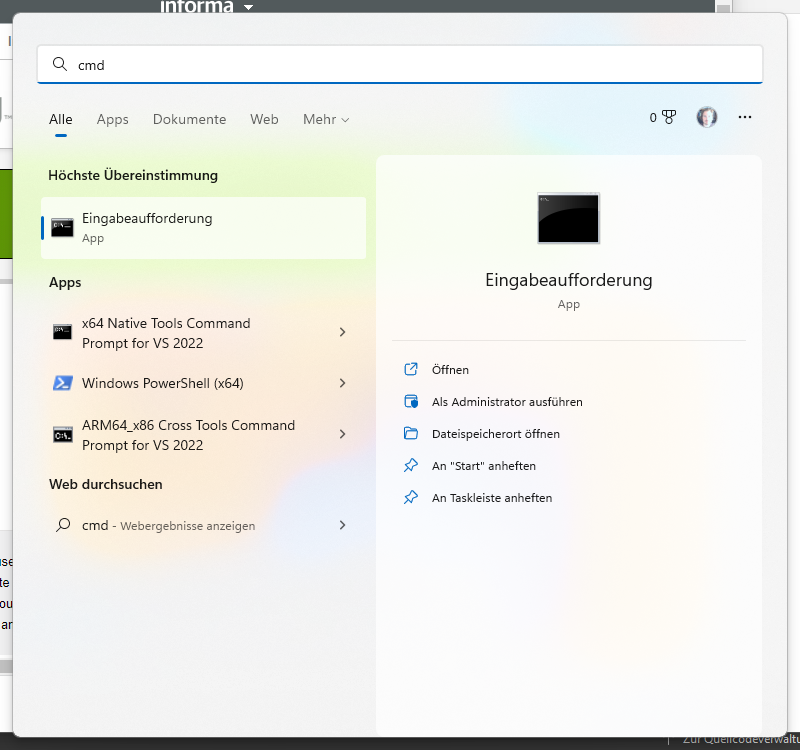 informa
cmd
Alle Apps Dokumente Web Mehr
0
Höchste Übereinstimmung
Eingabeaufforderung
App
Apps
x64 Native Tools Command
Prompt for VS 2022
Windows PowerShell (x64)
ARM64_x86 Cross Tools Command
Prompt for VS 2022
Web durchsuchen
cmd - Webergebnisse anzeigen
Eingabeaufforderung
App
Öffnen
Als Administrator ausführen
Dateispeicherort öffnen
An "Start" anheften
An Taskleiste anheften
Zur Quellcodeverwaltu